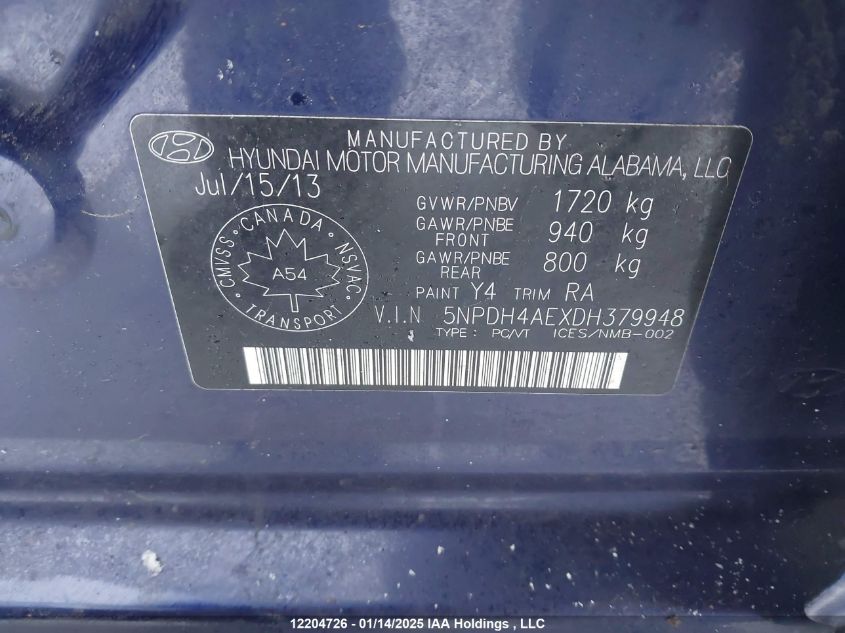 MANUFACTURED BY
HYUNDAI MOTOR MANUFACTURING ALABAMA, LLC
Jul/15/13
GVWR/PNBV 1720 kg
GAWR/PNBE FRONT 940 kg
GAWR/PNBE REAR 800 kg
PAINT Y4 TRIM RA
V.I.N 5NPDH4AEXDH379948
TYPE : PC/VT ICES/NMB-002
CMVSS • CANADA • NSVAC • TRANSPORT •
A54
12204726 - 01/14/2025 IAA Holdings , LLC